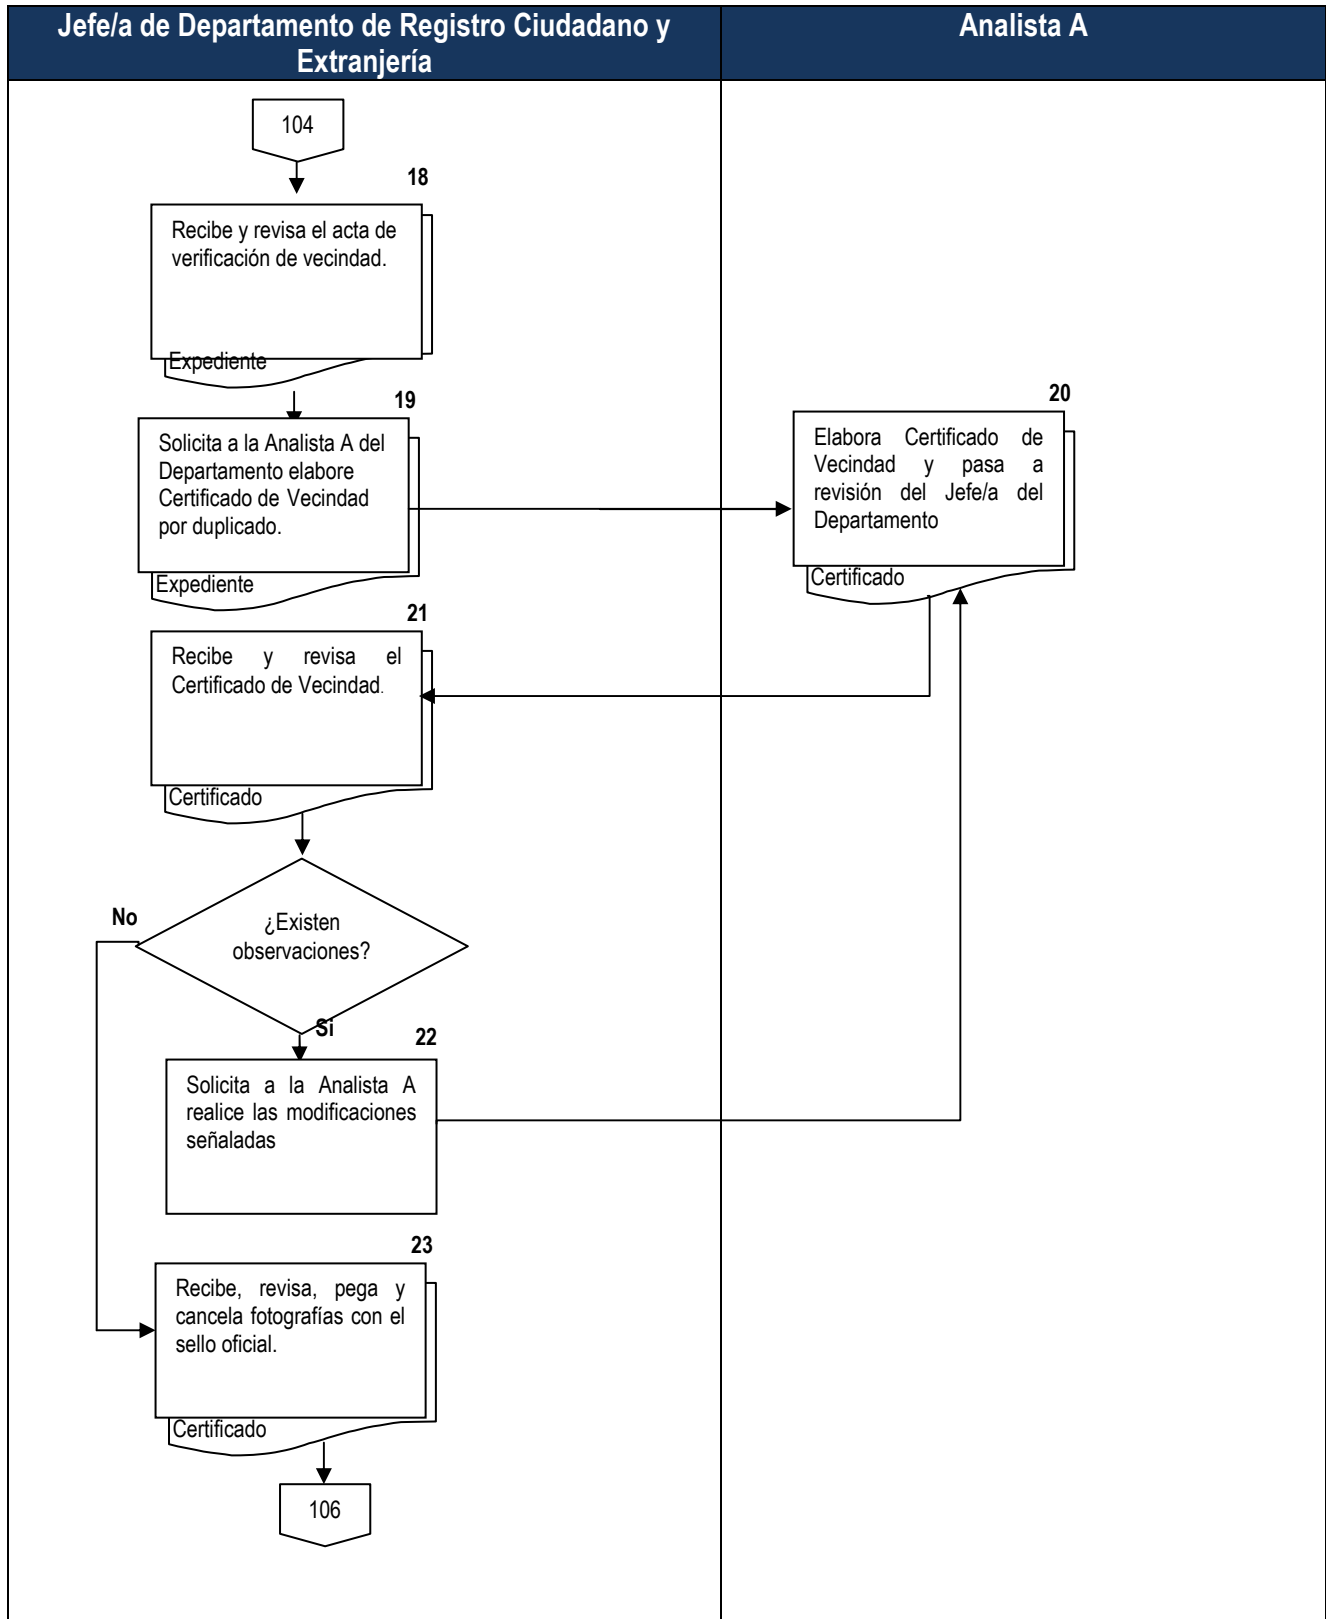 Jefe/a de Departamento de Registro Ciudadano y
Extranjería
Analista A
104
18
Recibe y revisa el acta de
verificación de vecindad.
Expediente
19
Solicita a la Analista A del
Departamento elabore
Certificado de Vecindad
por duplicado.
Expediente
20
Elabora Certificado de
Vecindad y pasa a
revisión del Jefe/a del
Departamento
Certificado
21
Recibe y revisa el
Certificado de Vecindad.
Certificado
¿Existen
observaciones?
No
Si
22
Solicita a la Analista A
realice las modificaciones
señaladas
23
Recibe, revisa, pega y
cancela fotografías con el
sello oficial.
Certificado
106